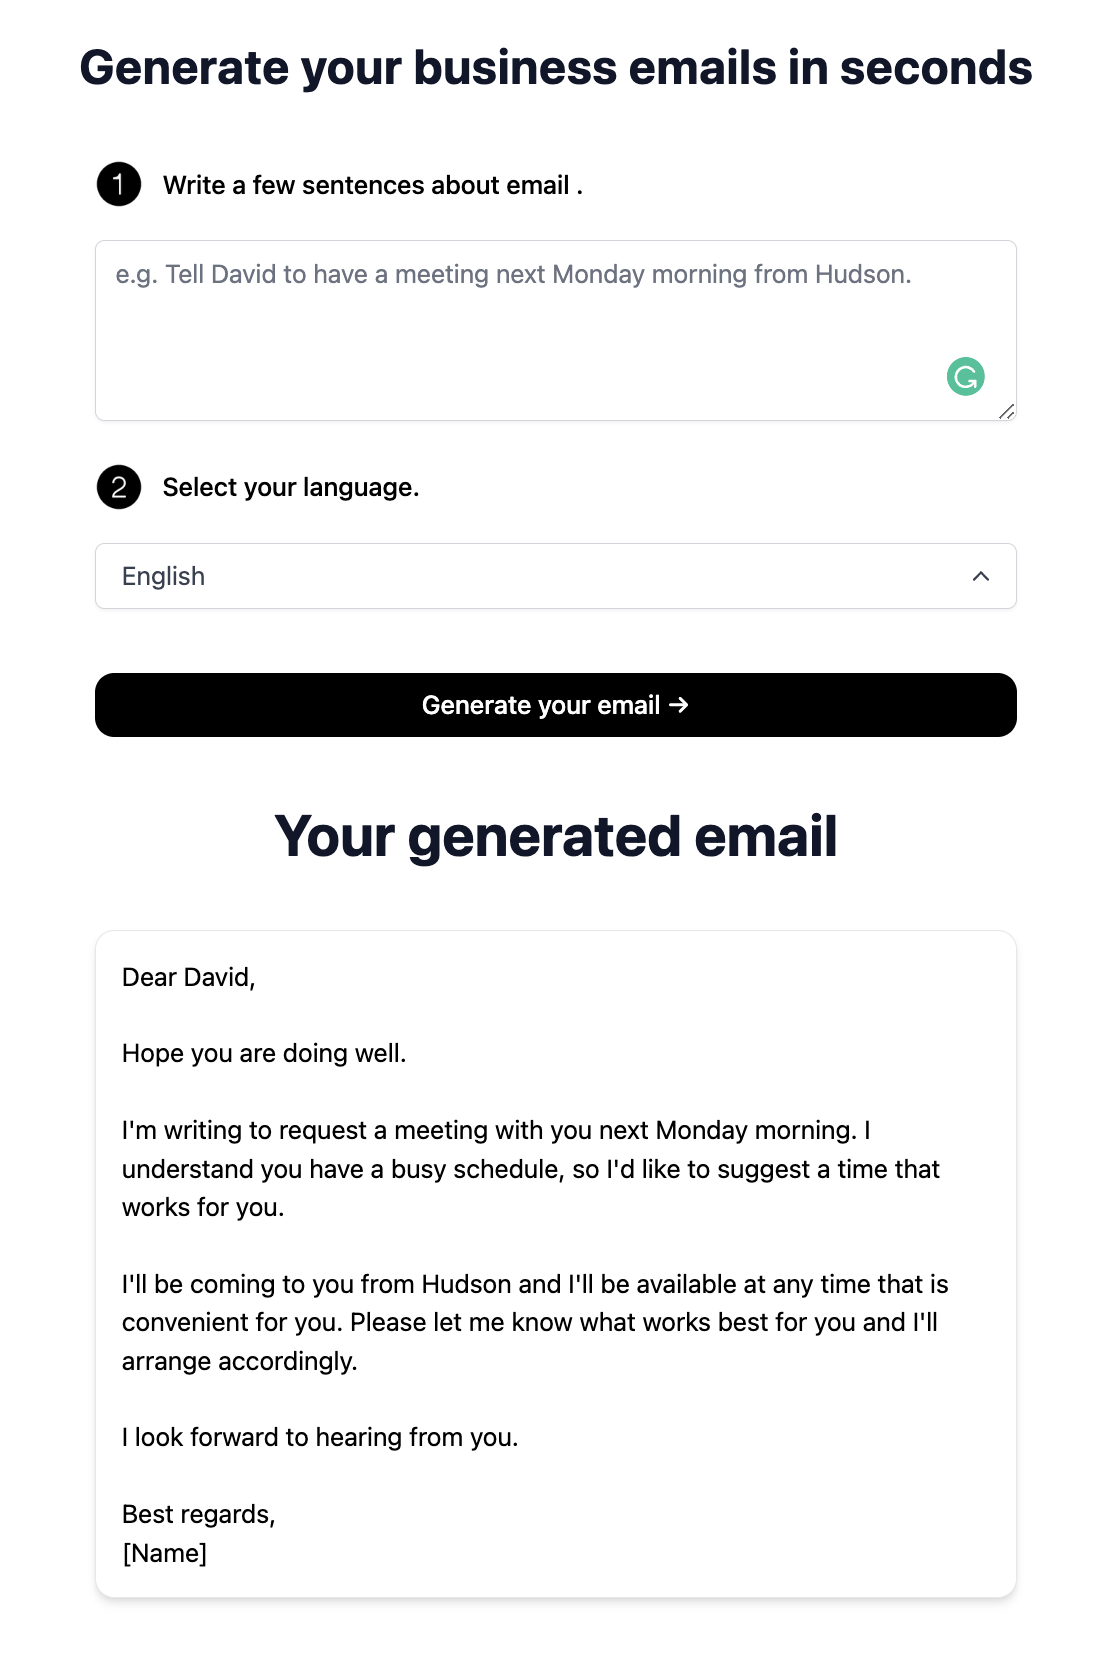 Generate your business emails in seconds
1 Write a few sentences about email .
e.g. Tell David to have a meeting next Monday morning from Hudson.
2 Select your language.
English
Generate your email →
Your generated email
Dear David,
Hope you are doing well.
I'm writing to request a meeting with you next Monday morning. I
understand you have a busy schedule, so I'd like to suggest a time that
works for you.
I'll be coming to you from Hudson and I'll be available at any time that is
convenient for you. Please let me know what works best for you and I'll
arrange accordingly.
I look forward to hearing from you.
Best regards,
[Name]